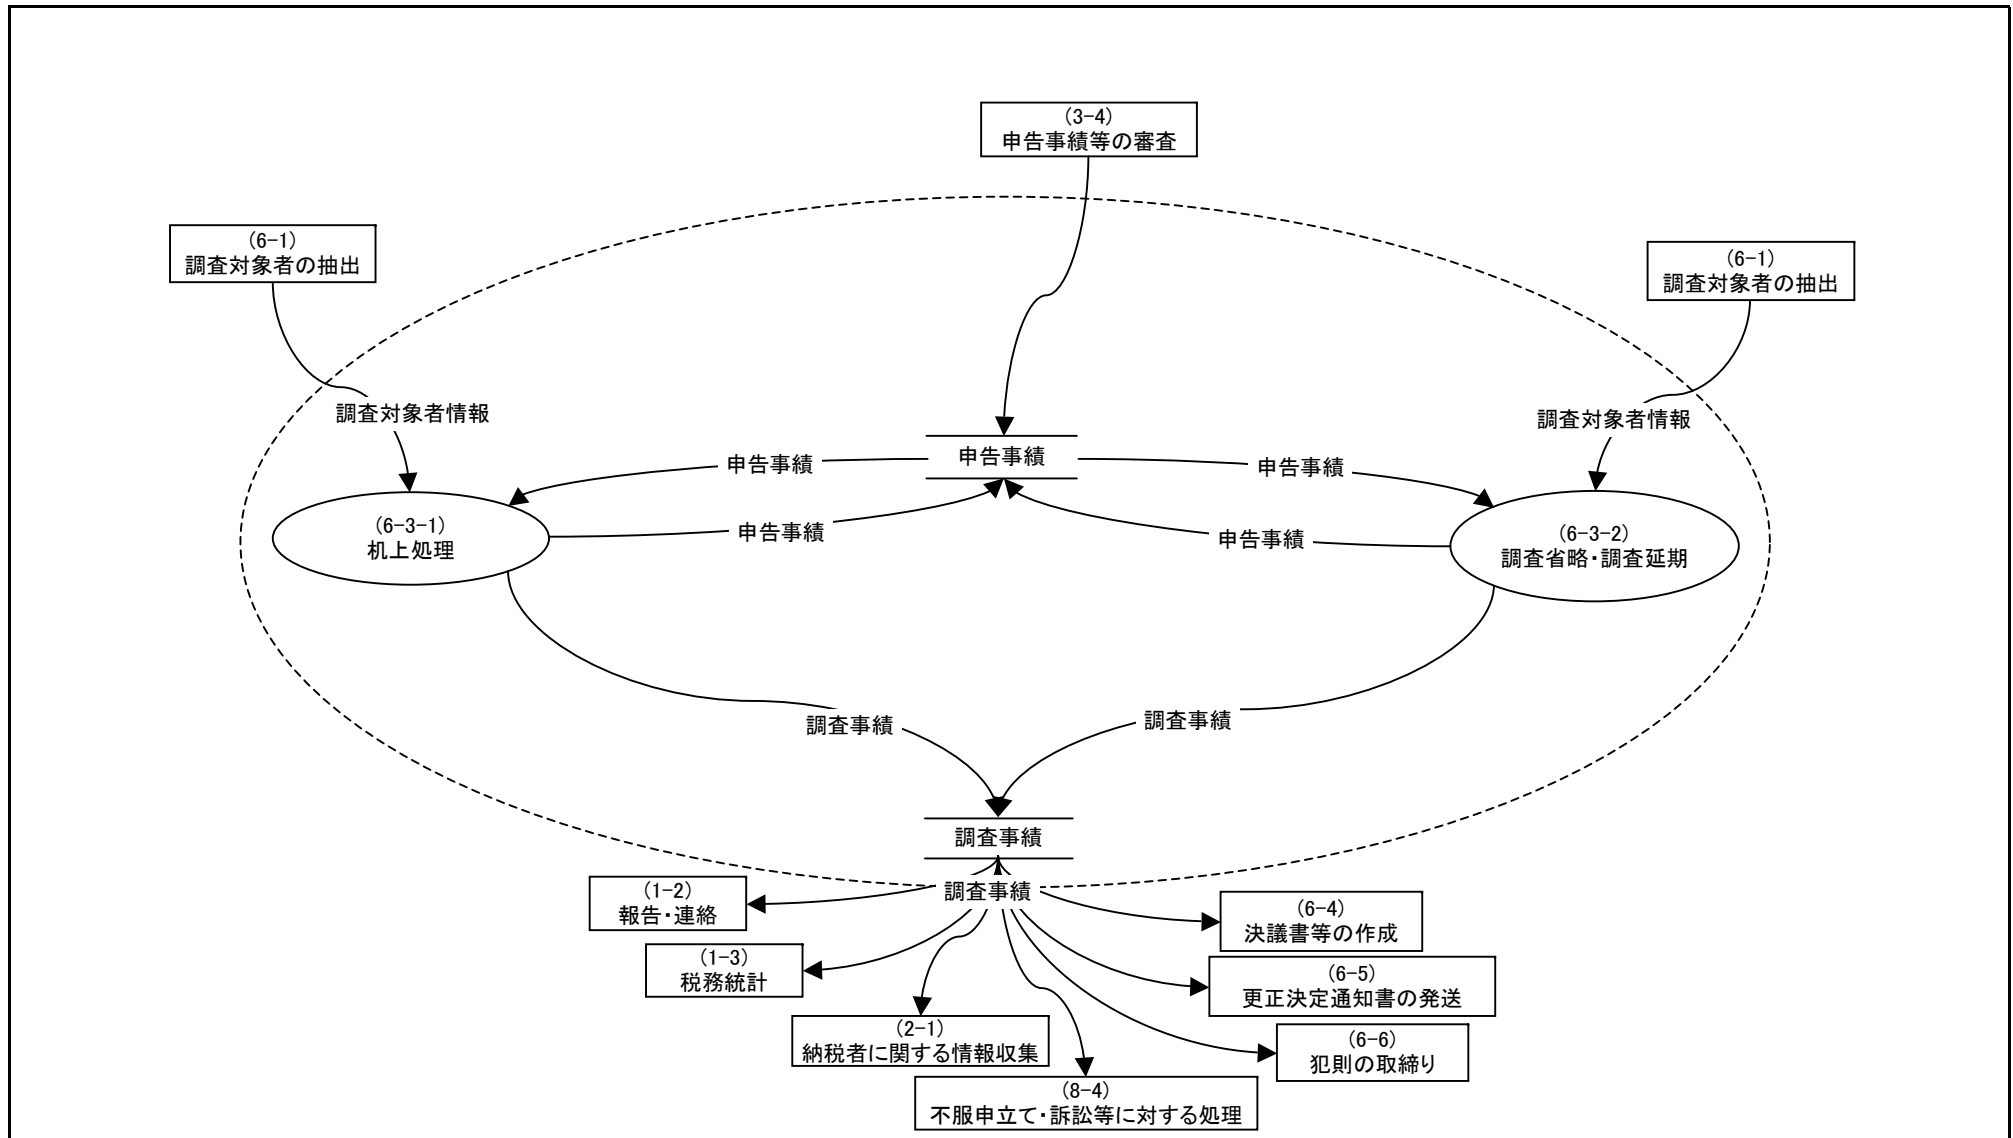 (3-4)
申告事績等の審査
(6-1)
調査対象者の抽出
(6-1)
調査対象者の抽出
調査対象者情報
調査対象者情報
申告事績
申告事績
申告事績
(6-3-1)
机上処理
申告事績
申告事績
(6-3-2)
調査省略・調査延期
調査事績
調査事績
調査事績
調査事績
(1-2)
報告・連絡
(6-4)
決議書等の作成
(1-3)
税務統計
(6-5)
更正決定通知書の発送
(2-1)
納税者に関する情報収集
(6-6)
犯則の取締り
(8-4)
不服申立て・訴訟等に対する処理